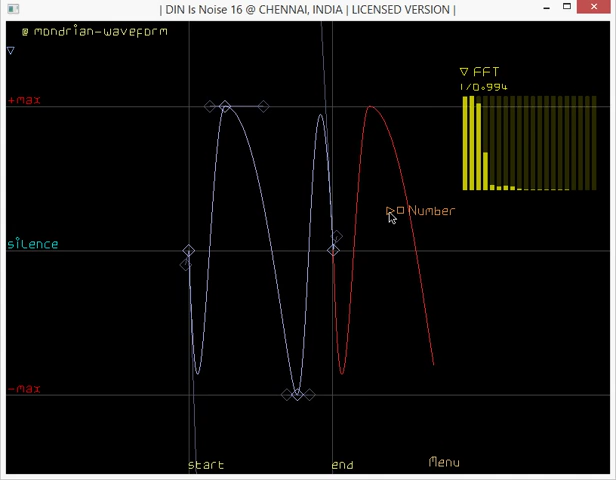 | DIN Is Noise 16 @ CHENNAI, INDIA | LICENSED VERSION |
@ mondrian-waveform
FFT
1/0.994
+max
Number
silence
-max
start
end
Menu